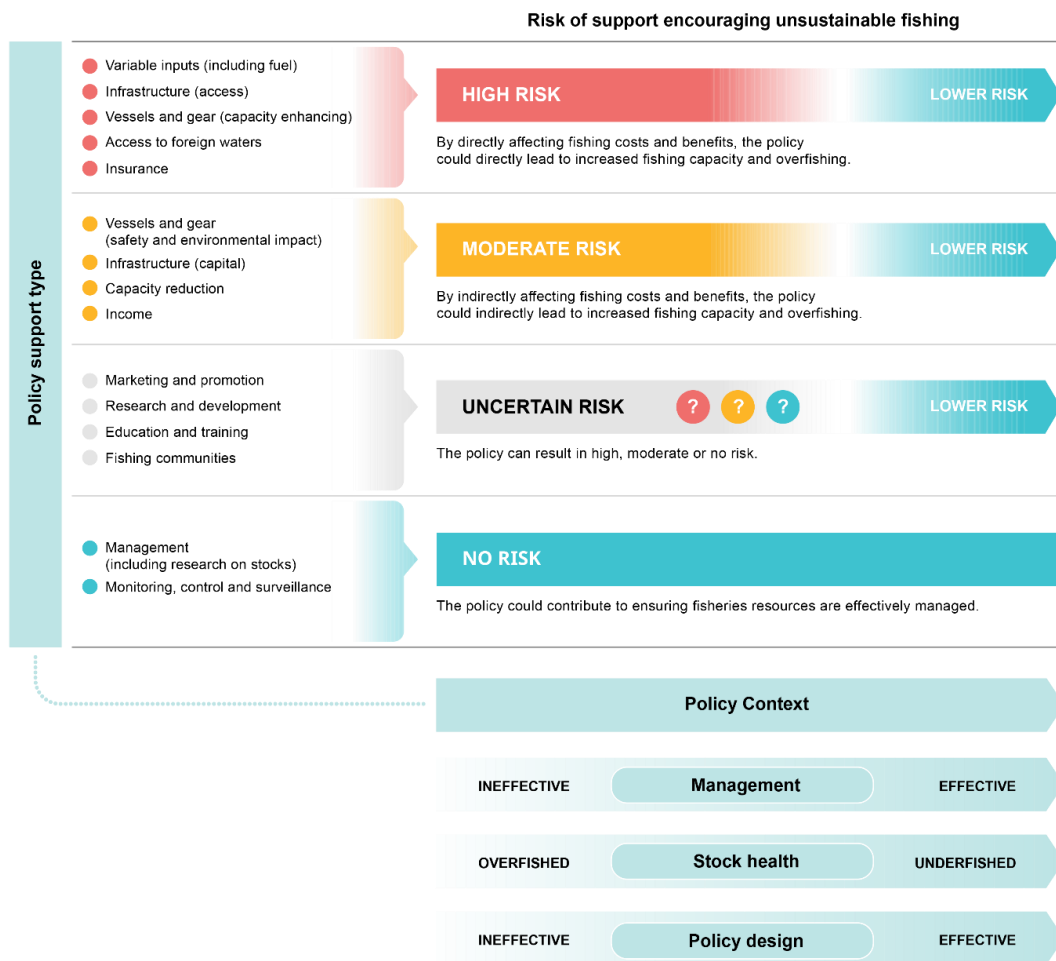 Risk of support encouraging unsustainable fishing
Policy support type
Variable inputs (including fuel)
Infrastructure (access)
Vessels and gear (capacity enhancing)
Access to foreign waters
Insurance
HIGH RISK
LOWER RISK
By directly affecting fishing costs and benefits, the policy
could directly lead to increased fishing capacity and overfishing.
Vessels and gear
(safety and environmental impact)
Infrastructure (capital)
Capacity reduction
Income
MODERATE RISK
LOWER RISK
By indirectly affecting fishing costs and benefits, the policy
could indirectly lead to increased fishing capacity and overfishing.
Marketing and promotion
Research and development
Education and training
Fishing communities
UNCERTAIN RISK
? ? ?
LOWER RISK
The policy can result in high, moderate or no risk.
Management
(including research on stocks)
Monitoring, control and surveillance
NO RISK
The policy could contribute to ensuring fisheries resources are effectively managed.
Policy Context
INEFFECTIVE Management EFFECTIVE
OVERFISHED Stock health UNDERFISHED
INEFFECTIVE Policy design EFFECTIVE